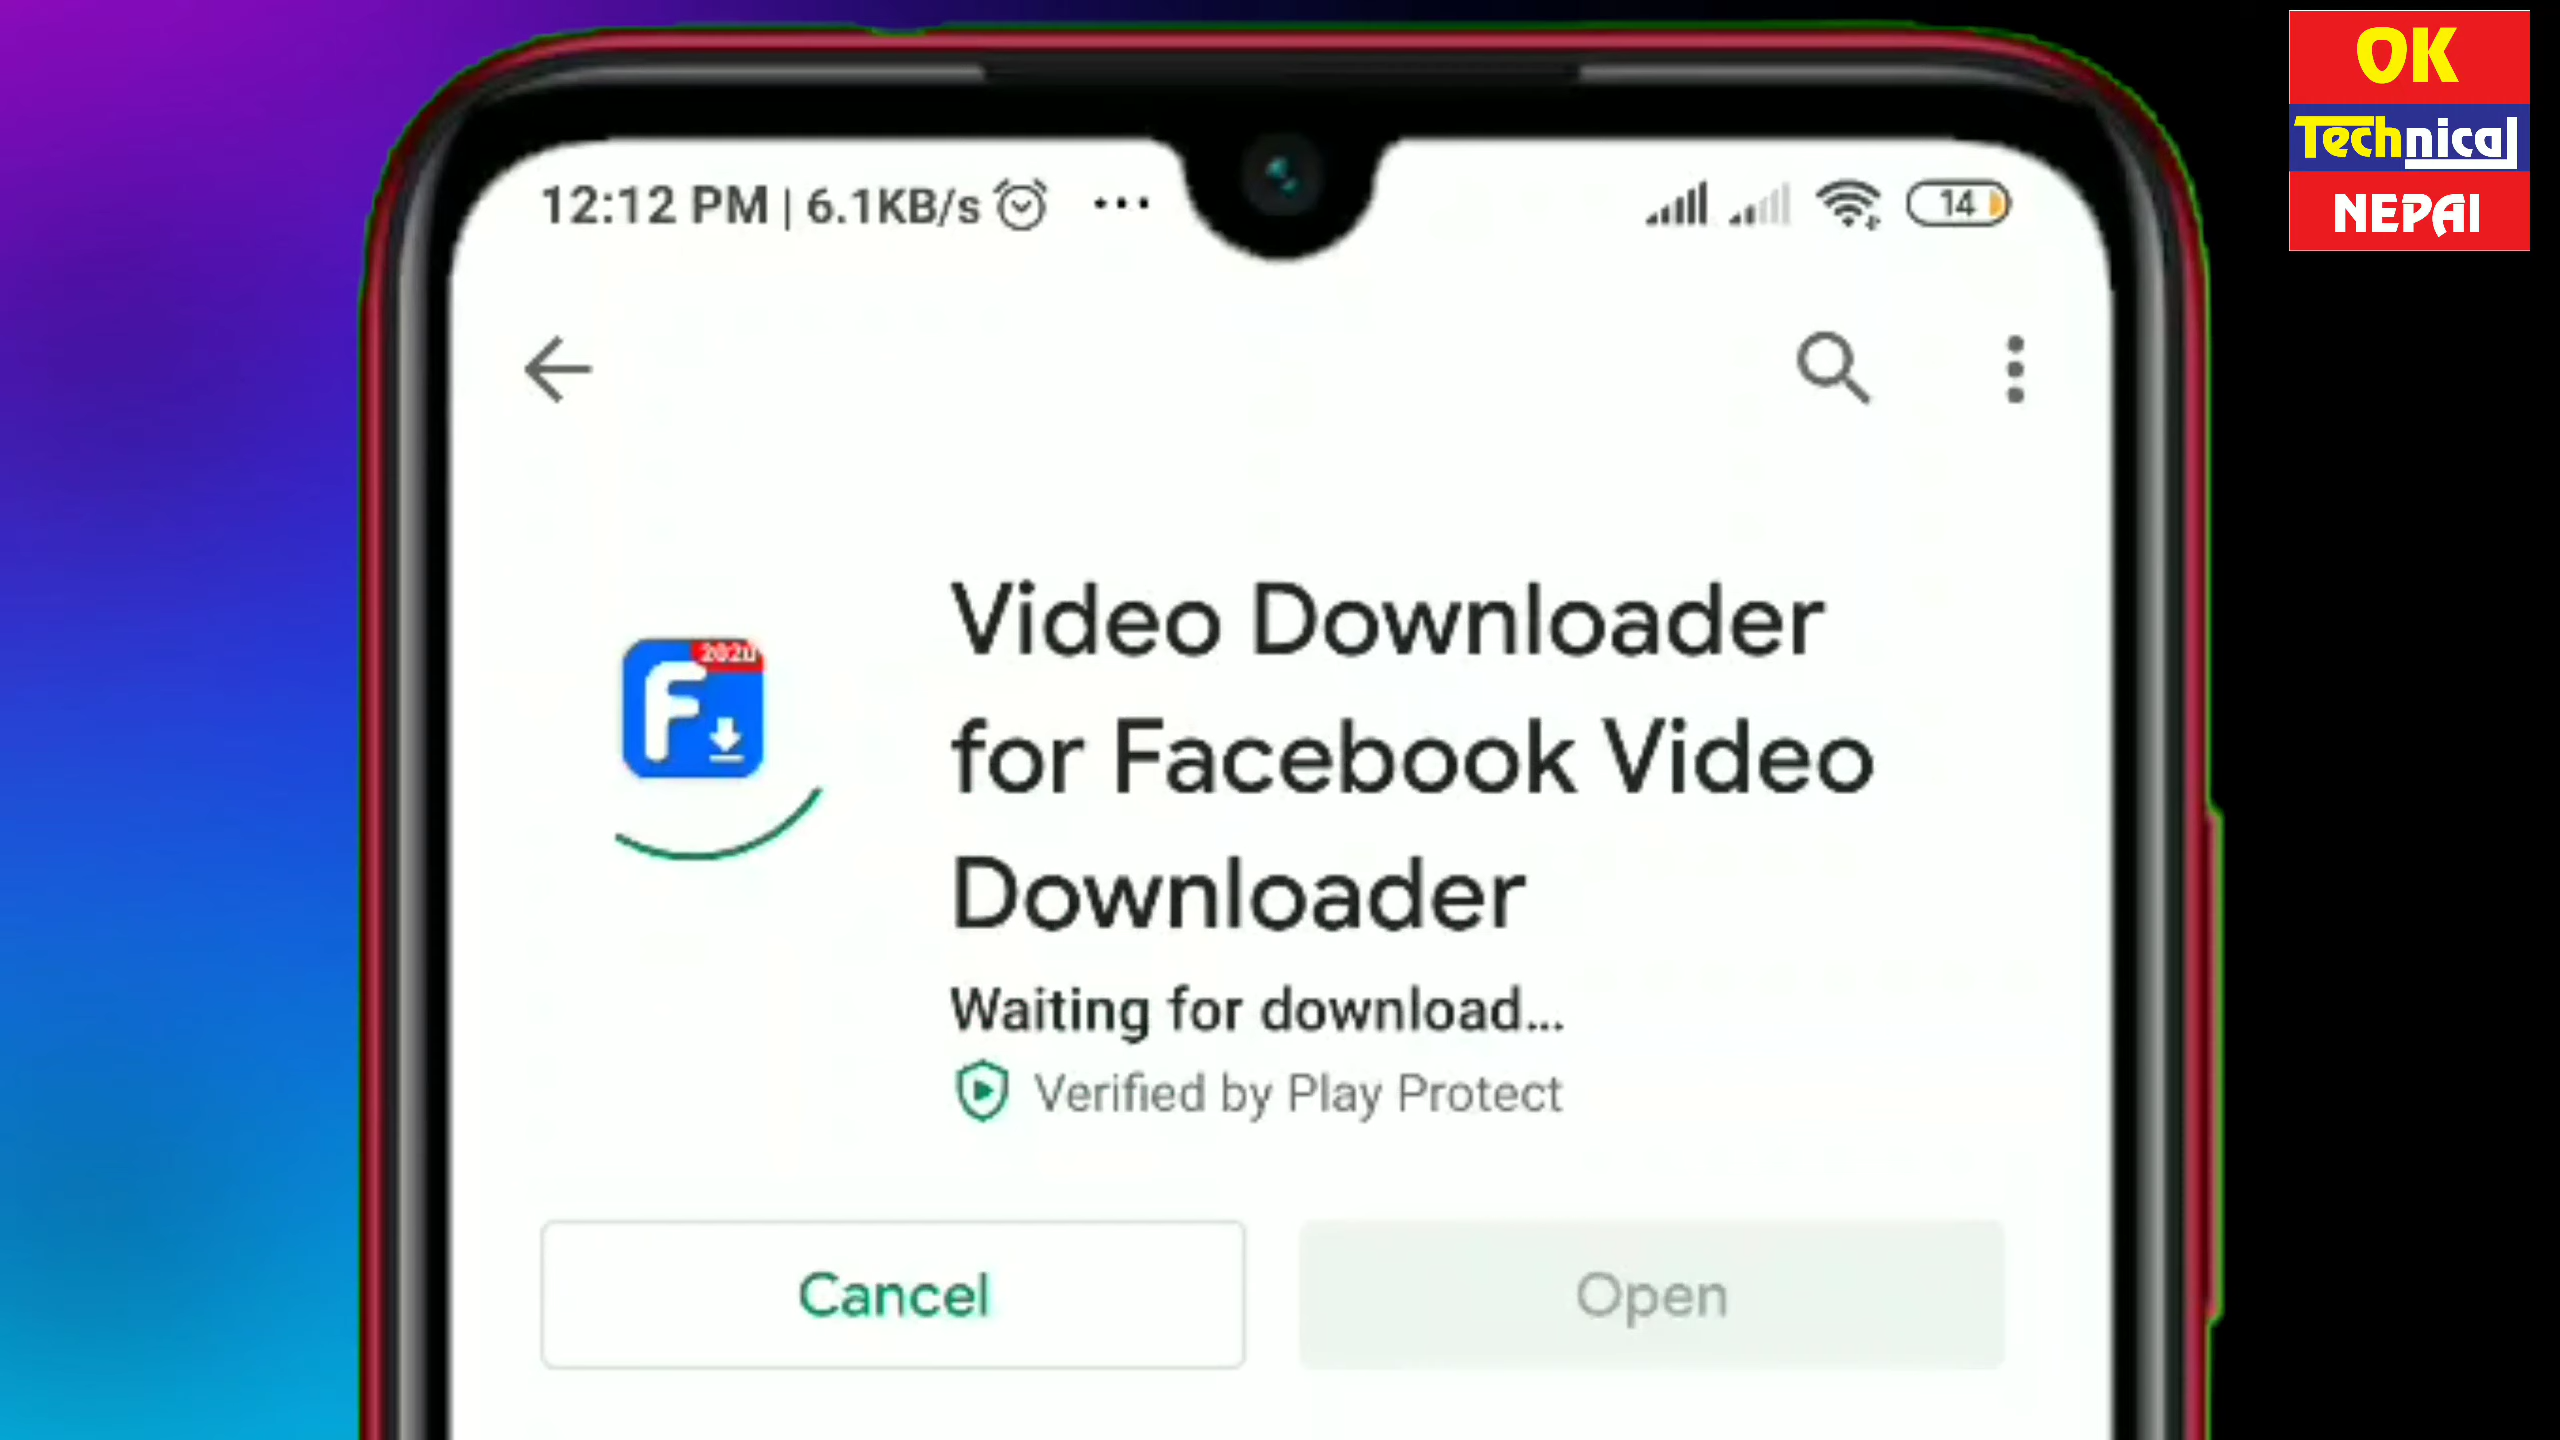 OK
Technical
NEPAl
12:12 PM | 6.1KB/s
14
2020
F
Video Downloader
for Facebook Video
Downloader
Waiting for download...
Verified by Play Protect
Cancel
Open